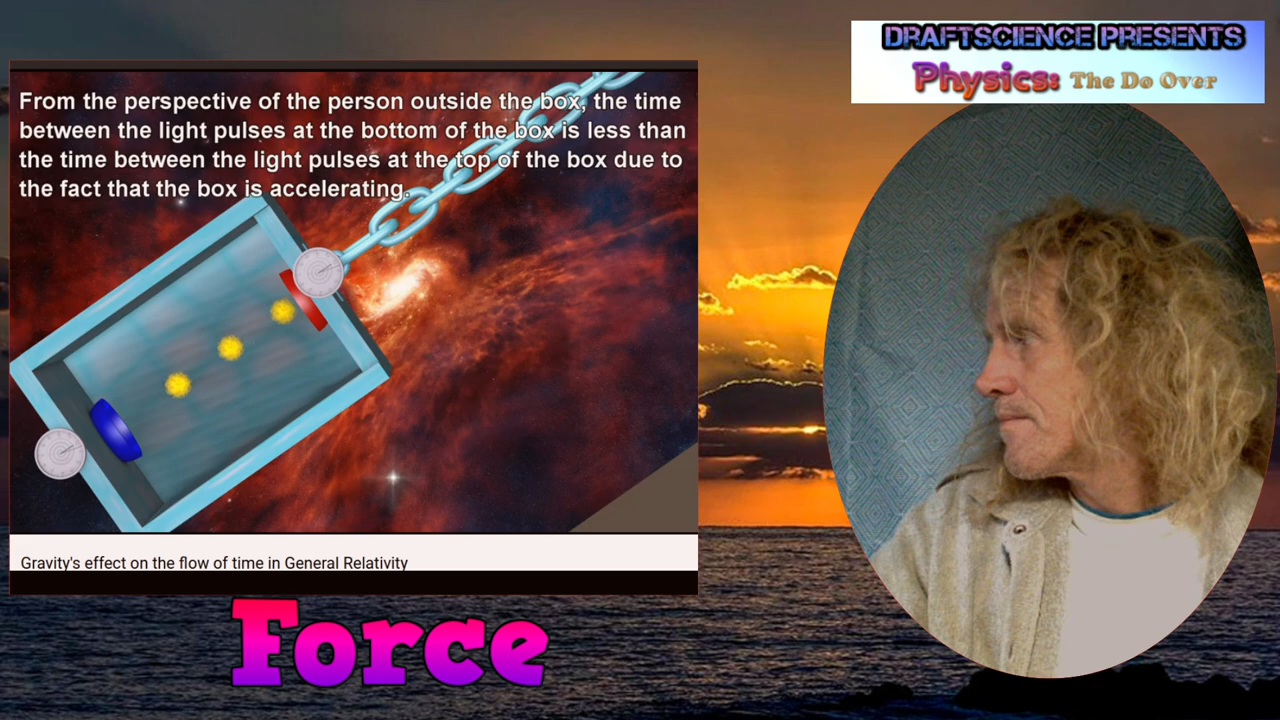 DRAFTSCIENCE PRESENTS
Physics: The Do Over
From the perspective of the person outside the box, the time
between the light pulses at the bottom of the box is less than
the time between the light pulses at the top of the box due to
the fact that the box is accelerating.
Gravity's effect on the flow of time in General Relativity
Force